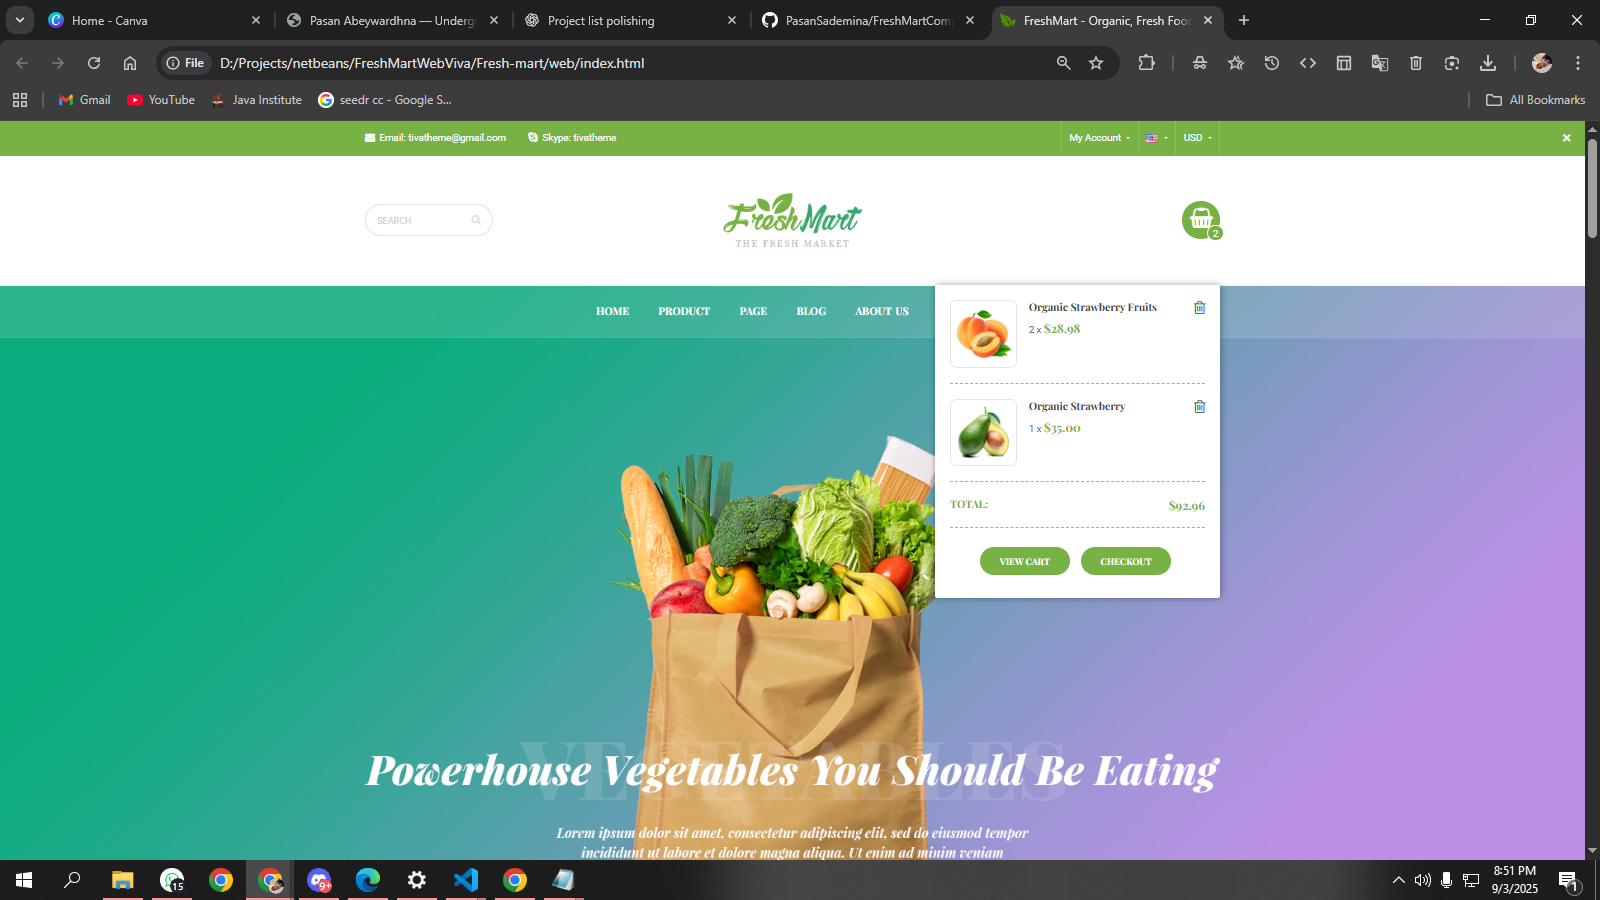 Home - Canva
Pasan Abeywardhna — Underg
Project list polishing
PasanSademina/FreshMartComp
FreshMart - Organic, Fresh Foo
File
D:/Projects/netbeans/FreshMartWebViva/Fresh-mart/web/index.html
Gmail
YouTube
Java Institute
seedr cc - Google S...
All Bookmarks
Email: tivatheme@gmail.com
Skype: tivatheme
My Account
USD
SEARCH
Fresh Mart
THE FRESH MARKET
2
HOME
PRODUCT
PAGE
BLOG
ABOUT US
Organic Strawberry Fruits
2 x $28.98
Organic Strawberry
1 x $35.00
TOTAL:
$92.96
VIEW CART
CHECKOUT
VEGETABLES
Powerhouse Vegetables You Should Be Eating
Lorem ipsum dolor sit amet, consectetur adipiscing elit, sed do eiusmod tempor
incididunt ut labore et dolore magna aliqua. Ut enim ad minim veniam
15
9+
8:51 PM
9/3/2025
1